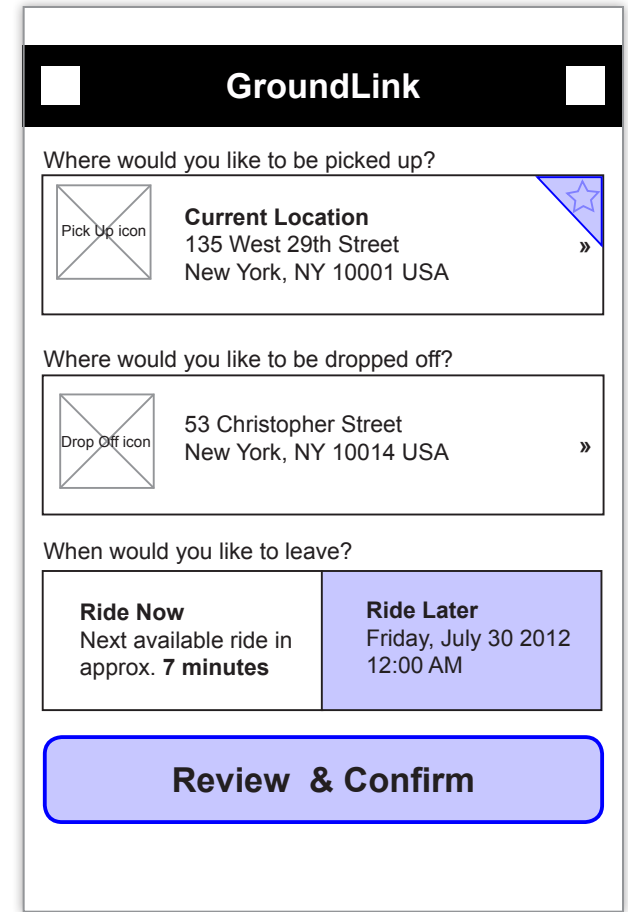 GroundLink
Where would you like to be picked up?
Pick Up icon
Current Location
135 West 29th Street
New York, NY 10001 USA
»
Where would you like to be dropped off?
Drop Off icon
53 Christopher Street
New York, NY 10014 USA
»
When would you like to leave?
Ride Now
Next available ride in
approx. 7 minutes
Ride Later
Friday, July 30 2012
12:00 AM
Review & Confirm